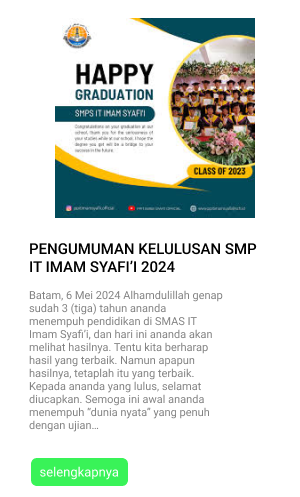 HAPPY
GRADUATION
SMPS IT IMAM SYAFI'I
Congratulations on your graduation at our
school, thank you for the seriousness of
your studies while at our school. I hope the
degree you get will be a bridge to your
success in the future.
CLASS OF 2023
PENGUMUMAN KELULUSAN SMP
IT IMAM SYAFI'I 2024
Batam, 6 Mei 2024 Alhamdulillah genap
sudah 3 (tiga) tahun ananda
menempuh pendidikan di SMAS IT
Imam Syafi'i, dan hari ini ananda akan
melihat hasilnya. Tentu kita berharap
hasil yang terbaik. Namun apapun
hasilnya, tetaplah itu yang terbaik.
Kepada ananda yang lulus, selamat
diucapkan. Semoga ini awal ananda
menempuh “dunia nyata” yang penuh
dengan ujian…
selengkapnya